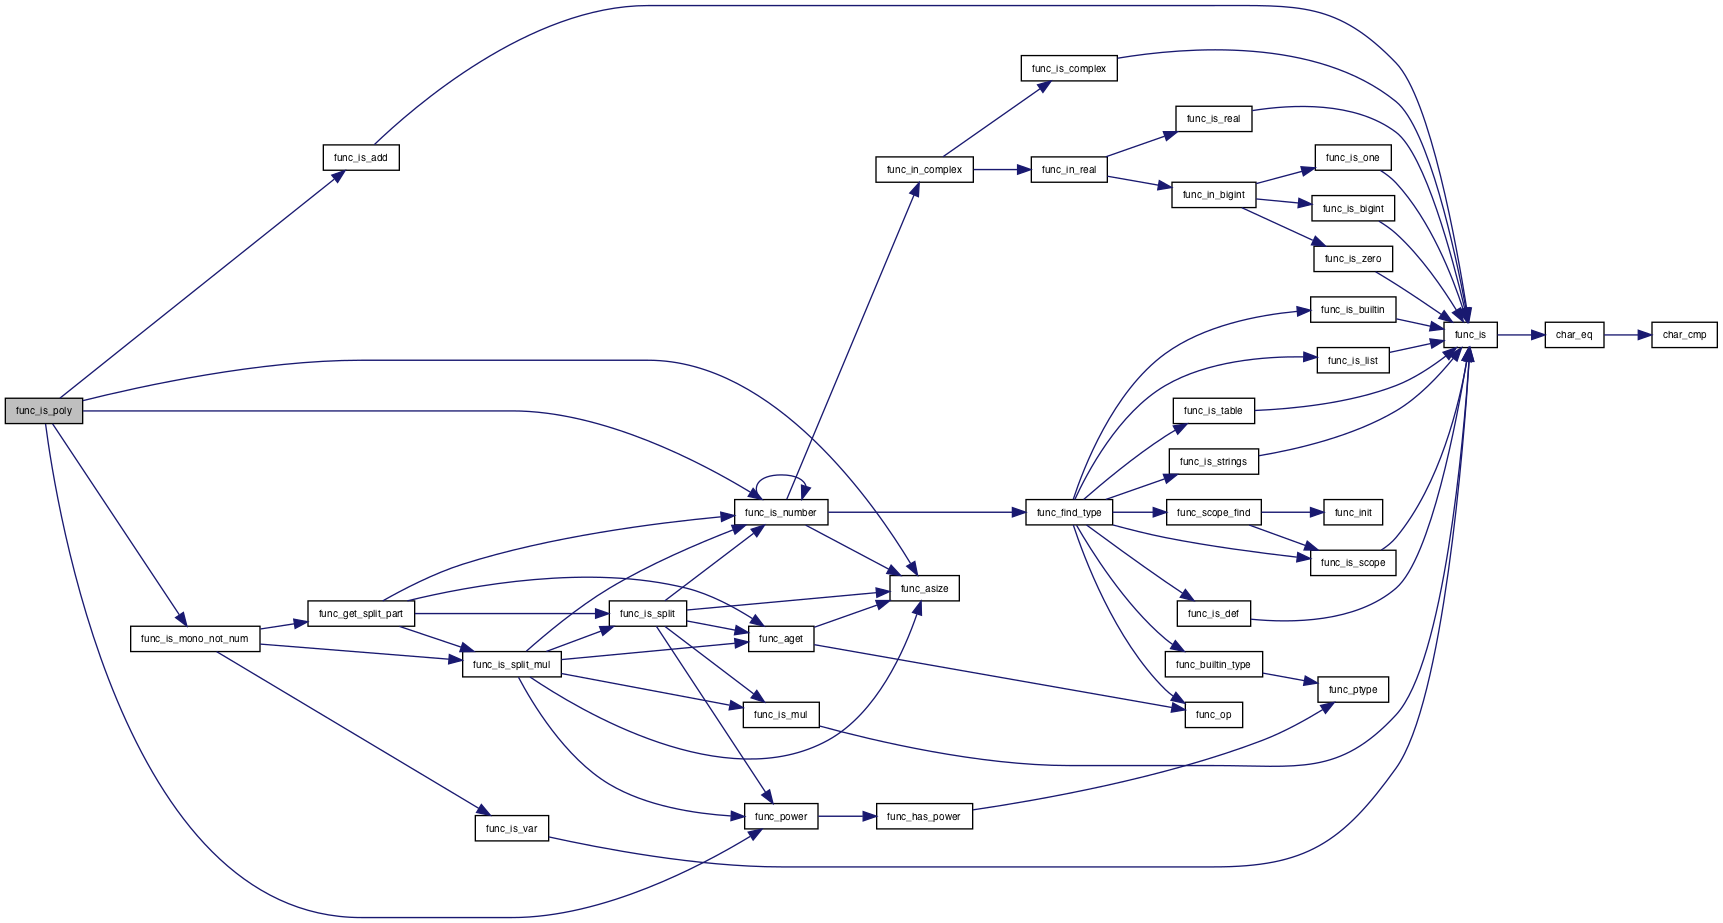 func_is_poly
func_is_add
func_is_mono_not_num
func_get_split_part
func_is_split_mul
func_is_var
func_is_split
func_is_number
func_aget
func_is_mul
func_power
func_in_complex
func_asize
func_has_power
func_is_complex
func_in_real
func_find_type
func_is_real
func_in_bigint
func_is_table
func_is_strings
func_scope_find
func_is_def
func_builtin_type
func_op
func_is_one
func_is_bigint
func_is_zero
func_is_builtin
func_is_list
func_init
func_is_scope
func_ptype
func_is
char_eq
char_cmp